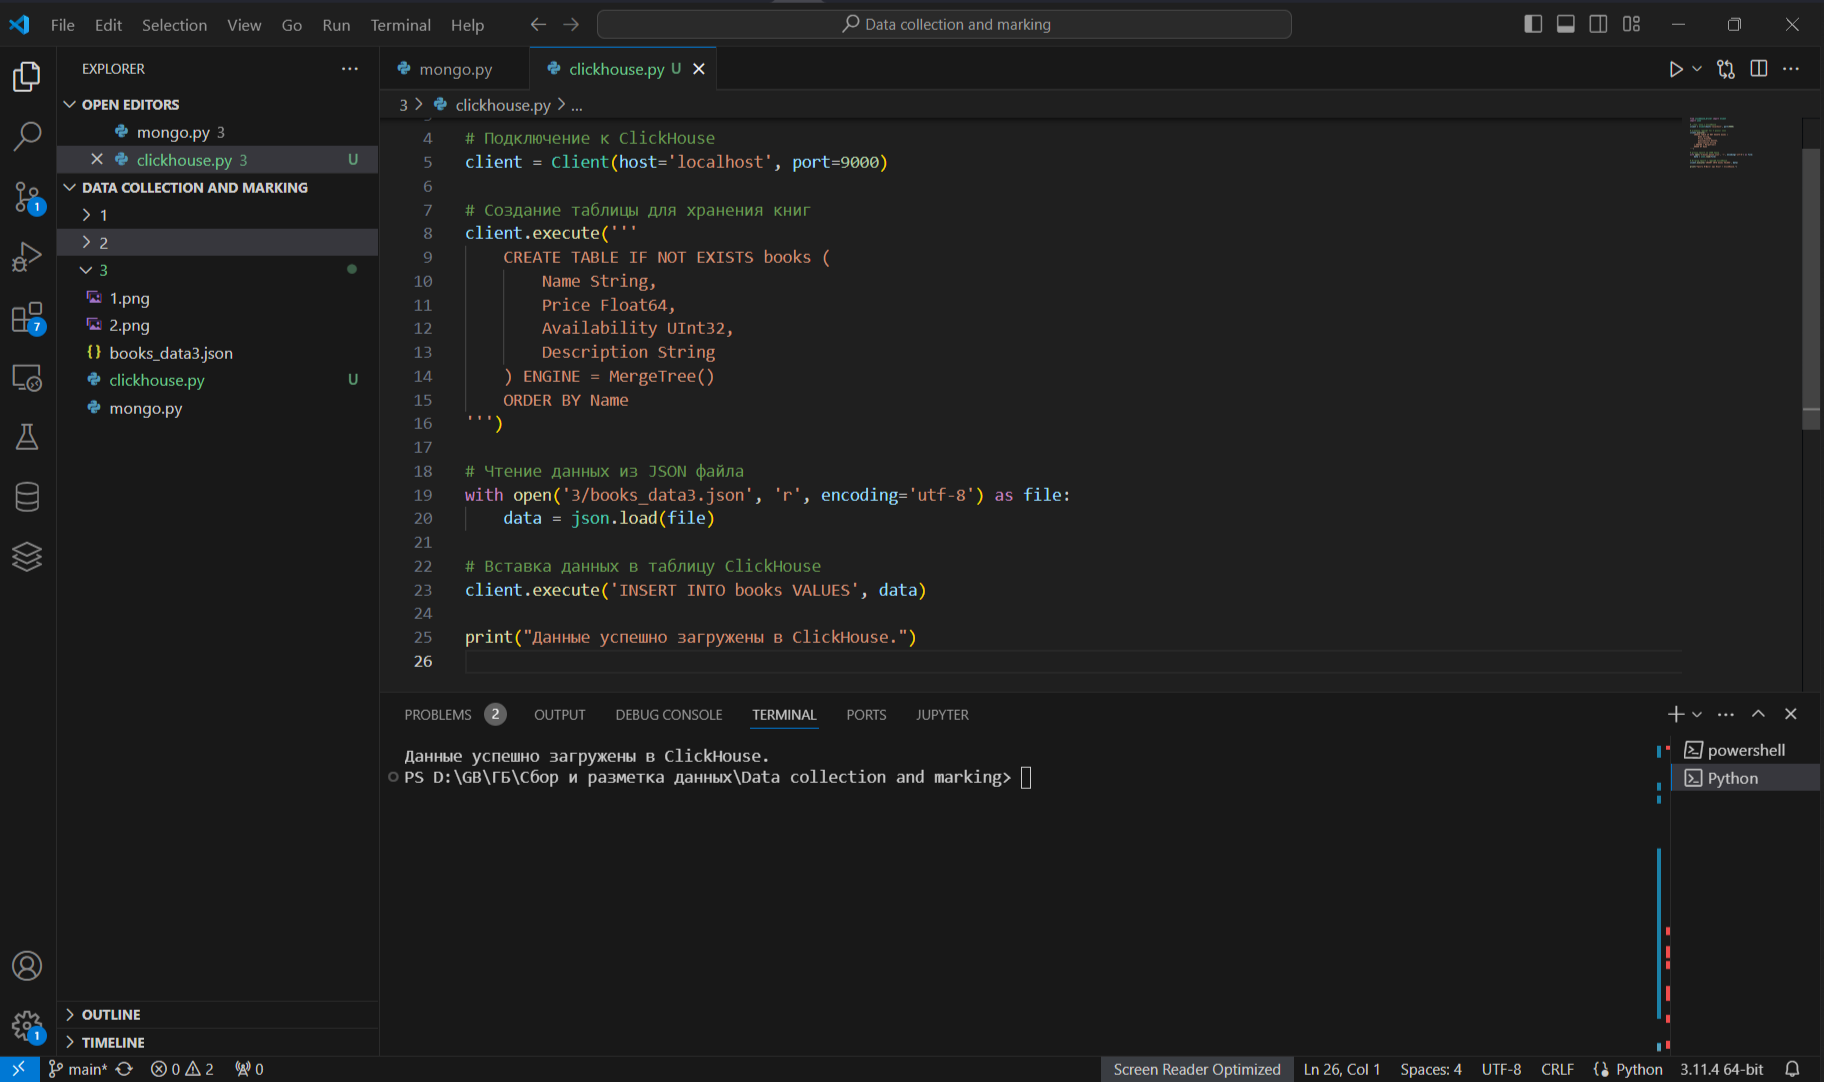 File Edit Selection View Go Run Terminal Help
Data collection and marking
EXPLORER
OPEN EDITORS
mongo.py 3
clickhouse.py 3 U
DATA COLLECTION AND MARKING
1
2
3
1.png
2.png
books_data3.json
clickhouse.py U
mongo.py
OUTLINE
TIMELINE
1
7
1
mongo.py
clickhouse.py U
3 > clickhouse.py > ...
4 # Подключение к ClickHouse
5 client = Client(host='localhost', port=9000)
6
7 # Создание таблицы для хранения книг
8 client.execute('''
9 CREATE TABLE IF NOT EXISTS books (
10 Name String,
11 Price Float64,
12 Availability UInt32,
13 Description String
14 ) ENGINE = MergeTree()
15 ORDER BY Name
16 ''')
17
18 # Чтение данных из JSON файла
19 with open('3/books_data3.json', 'r', encoding='utf-8') as file:
20 data = json.load(file)
21
22 # Вставка данных в таблицу ClickHouse
23 client.execute('INSERT INTO books VALUES', data)
24
25 print("Данные успешно загружены в ClickHouse.")
26
PROBLEMS 2 OUTPUT DEBUG CONSOLE TERMINAL PORTS JUPYTER
Данные успешно загружены в ClickHouse.
PS D:\GB\ГБ\Сбор и разметка данных\Data collection and marking>
powershell
Python
main* 0 2 0
Screen Reader Optimized Ln 26, Col 1 Spaces: 4 UTF-8 CRLF Python 3.11.4 64-bit